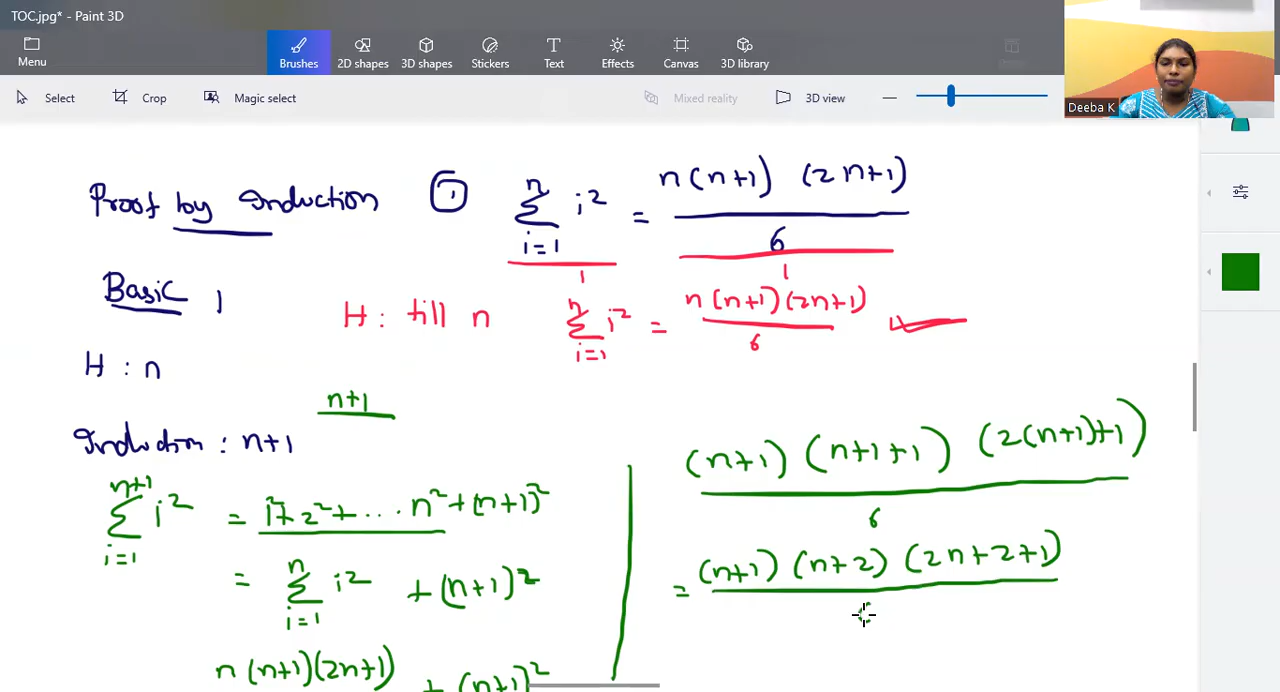 TOC.jpg* - Paint 3D
Menu
Brushes 2D shapes 3D shapes Stickers Text Effects Canvas 3D library
Select Crop Magic select Mixed reality 3D view
Deeba K
Proof by Induction ① n∑i=1 i² = n(n+1) (2n+1) / 6
Basic 1
1 1
H : till n n∑i=1 i² = n(n+1)(2n+1) / 6
H : n
n+1
Induction : n+1
n+1∑i=1 i² = 1²+2²+... n²+(n+1)²
= n∑i=1 i² + (n+1)²
n(n+1)(2n+1) + (n+1)²
(n+1) (n+1+1) (2(n+1)+1) / 6
= (n+1) (n+2) (2n+2+1)